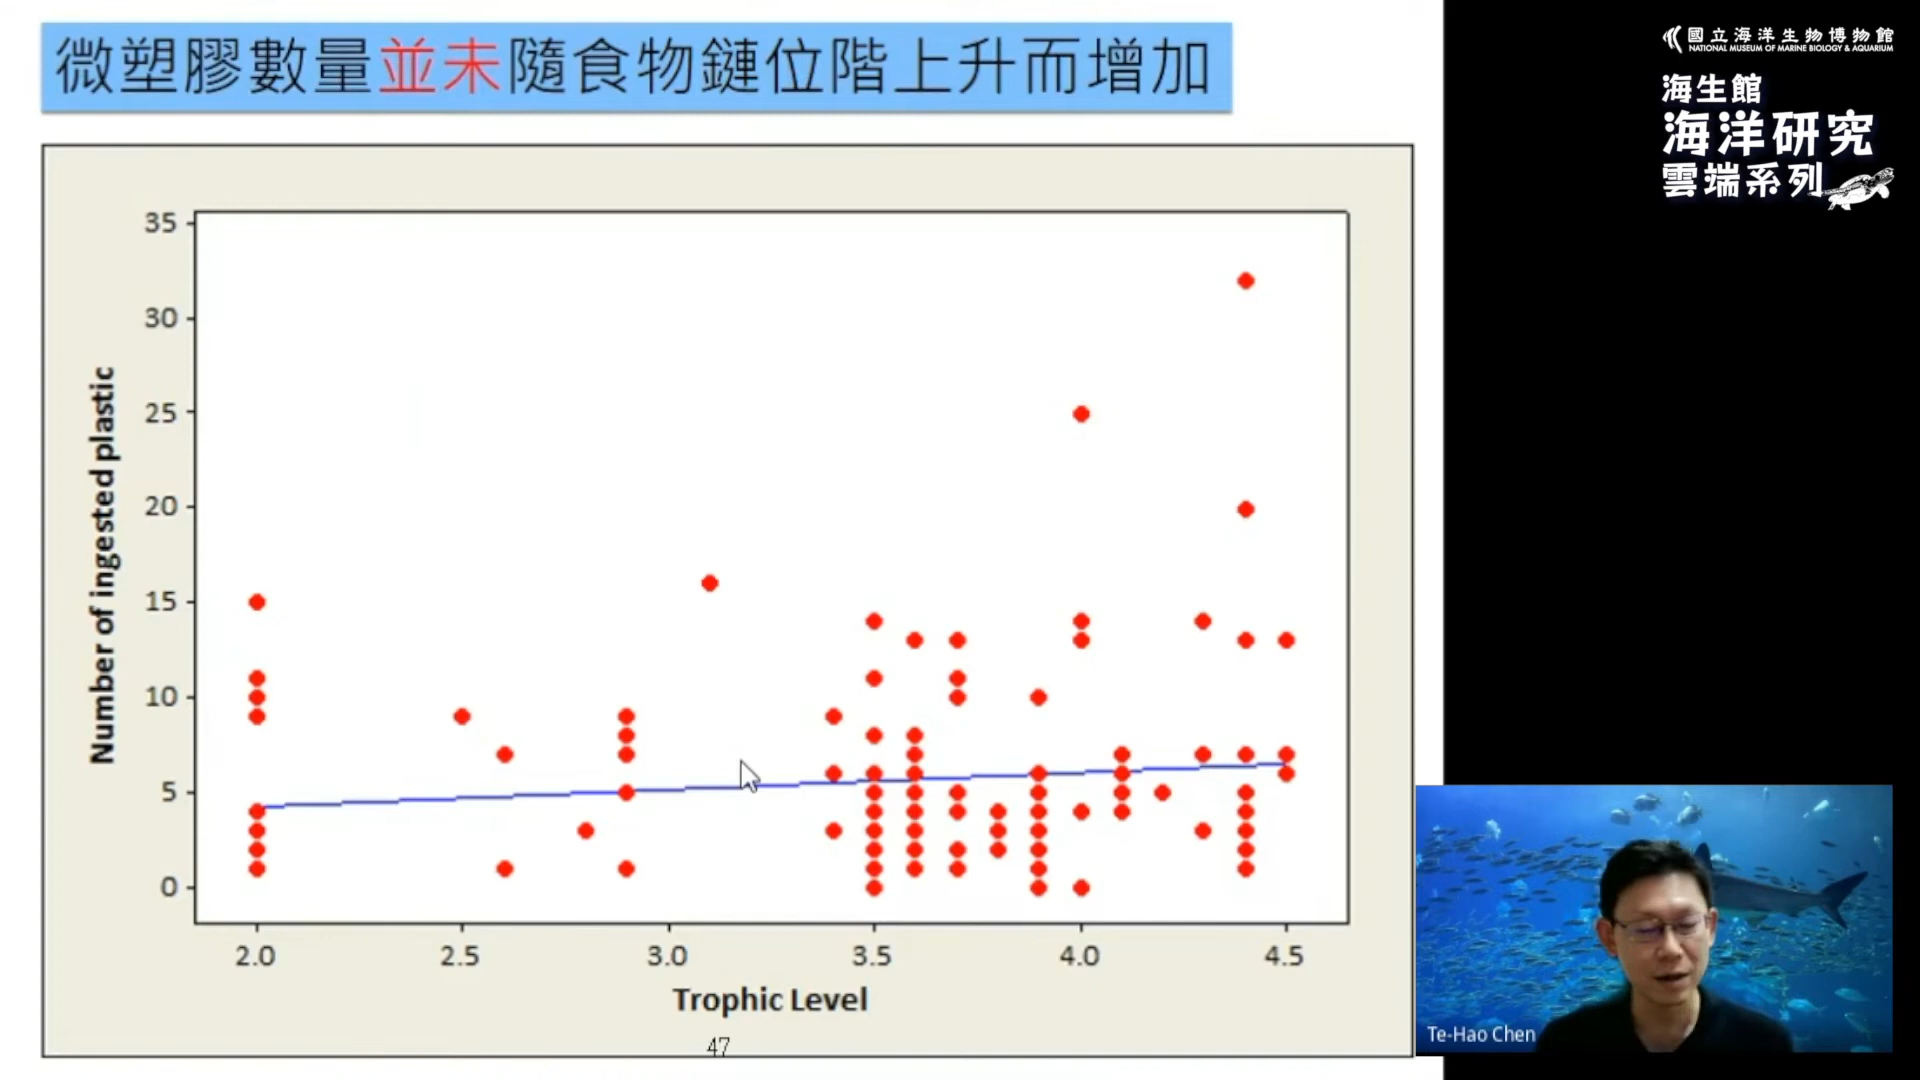 微塑膠數量並未隨食物鏈位階上升而增加
國立海洋生物博物館
NATIONAL MUSEUM OF MARINE BIOLOGY & AQUARIUM
海生館
海洋研究
雲端系列
35
30
25
20
15
10
5
0
Number of ingested plastic
2.0 2.5 3.0 3.5 4.0 4.5
Trophic Level
47
Te-Hao Chen